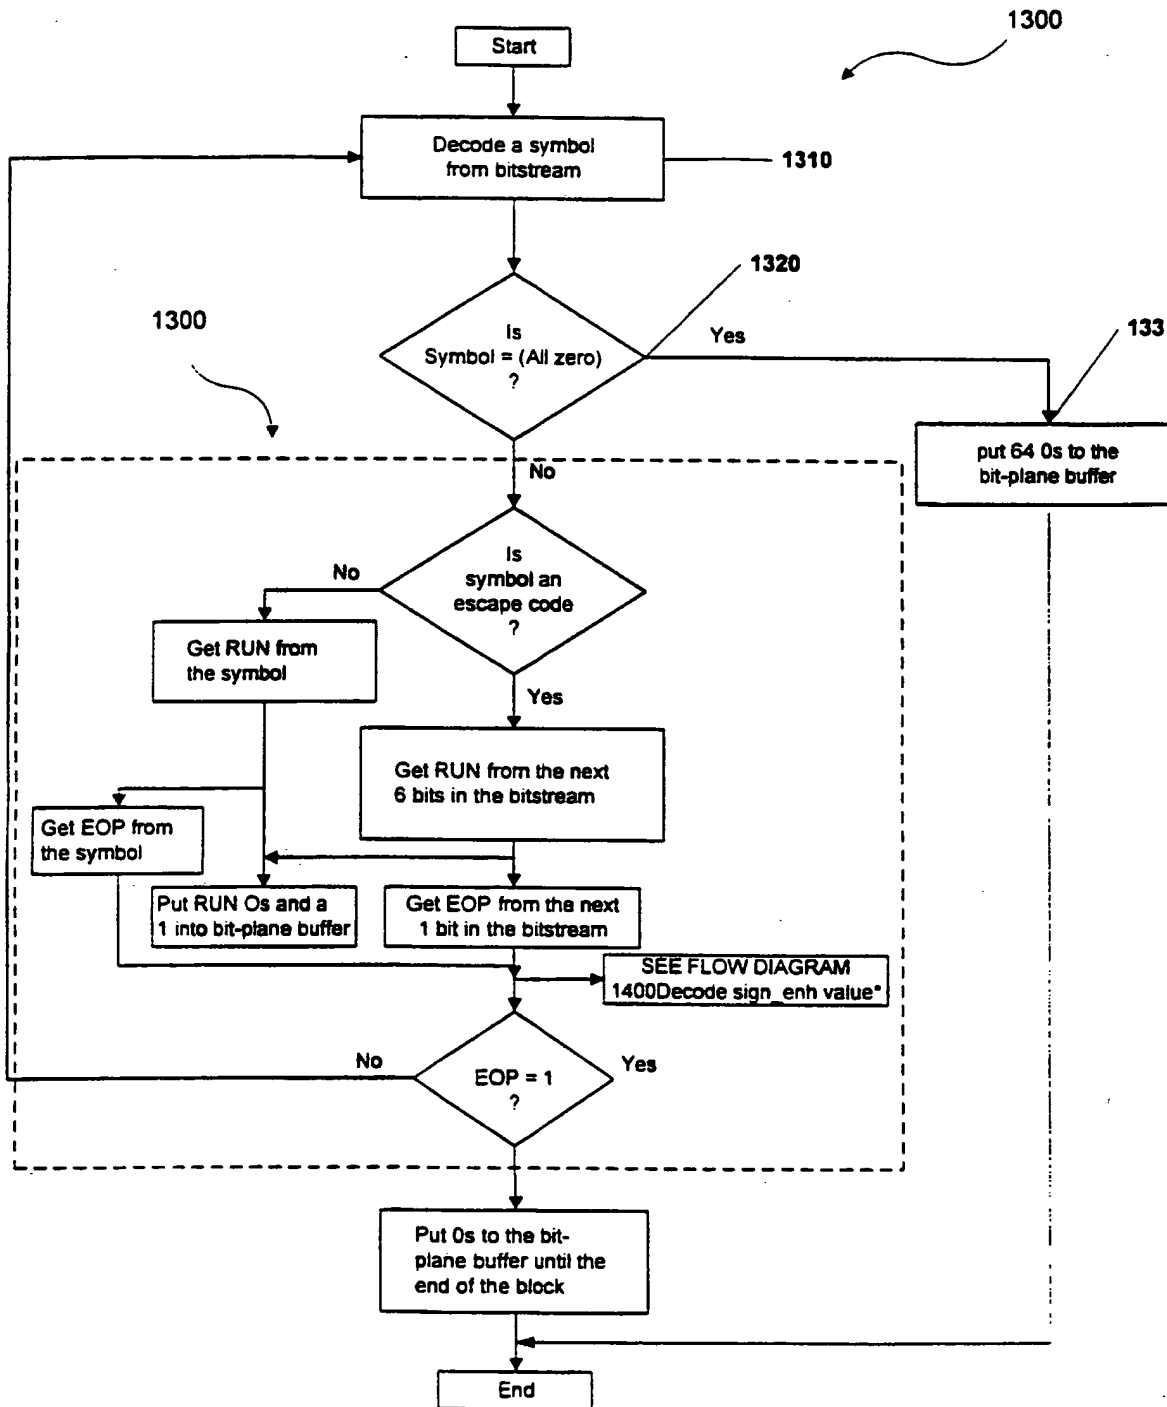 1300
Start
Decode a symbol
from bitstream
1310
1320
Is
Symbol = (All zero)
?
Yes
133
1300
put 64 0s to the
bit-plane buffer
No
Is
symbol an
escape code
?
No
Get RUN from
the symbol
Yes
Get RUN from the next
6 bits in the bitstream
Get EOP from
the symbol
Put RUN 0s and a
1 into bit-plane buffer
Get EOP from the next
1 bit in the bitstream
SEE FLOW DIAGRAM
1400Decode sign_enh value*
No
EOP = 1
?
Yes
Put 0s to the bit-
plane buffer until the
end of the block
End